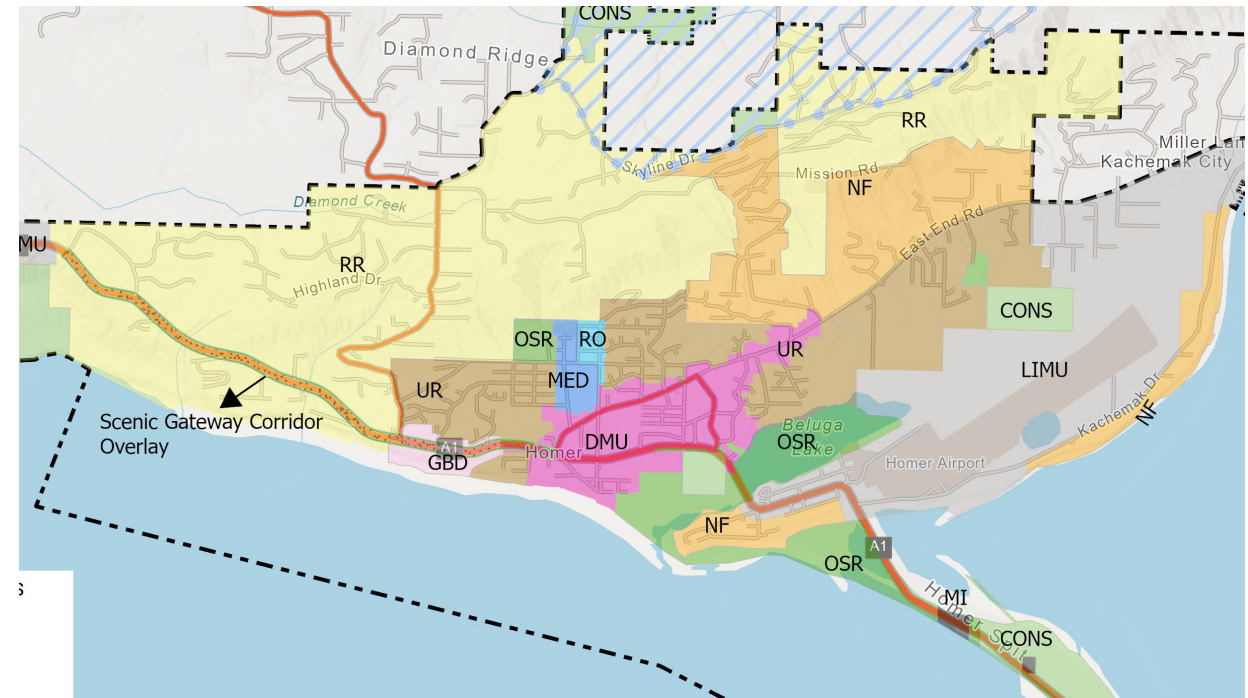 CONS
Diamond Ridge
RR
Miller Lan
Kachemak City
Skyline Dr
Mission Rd
NF
Diamond Creek
East End Rd
MU
RR
Highland Dr
CONS
OSR
RO
UR
LIMU
MED
UR
Kachemak Dr
NF
Scenic Gateway Corridor
Overlay
A1
GBD
Homer
DMU
Beluga
Lake
OSR
Homer Airport
NF
A1
OSR
s
MI
Homer Spit
CONS